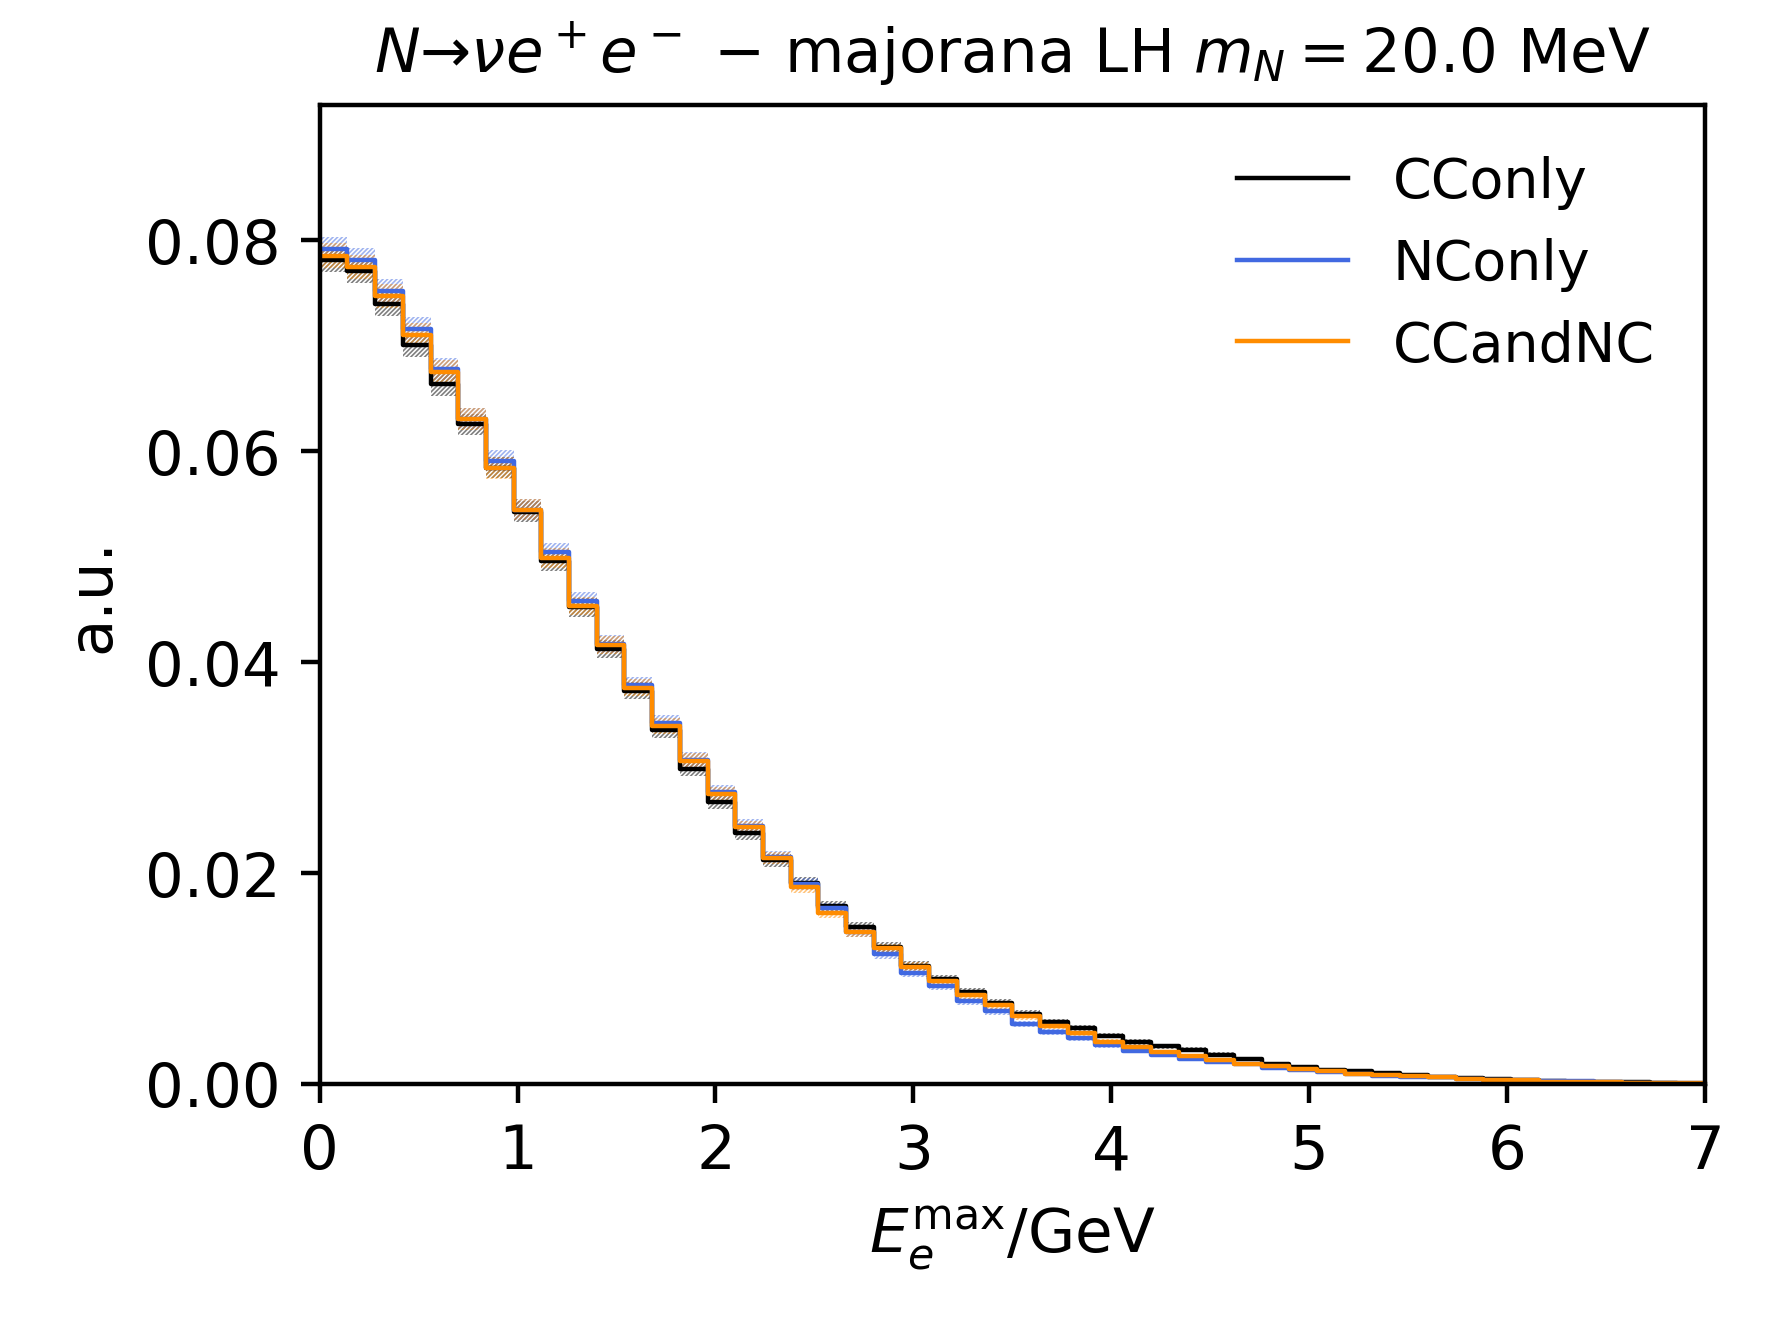 N→νe⁺e⁻ − majorana LH m_N = 20.0 MeV
CConly
NConly
CCandNC
0.08
0.06
0.04
0.02
0.00
a.u.
0 1 2 3 4 5 6 7
E_e^max/GeV